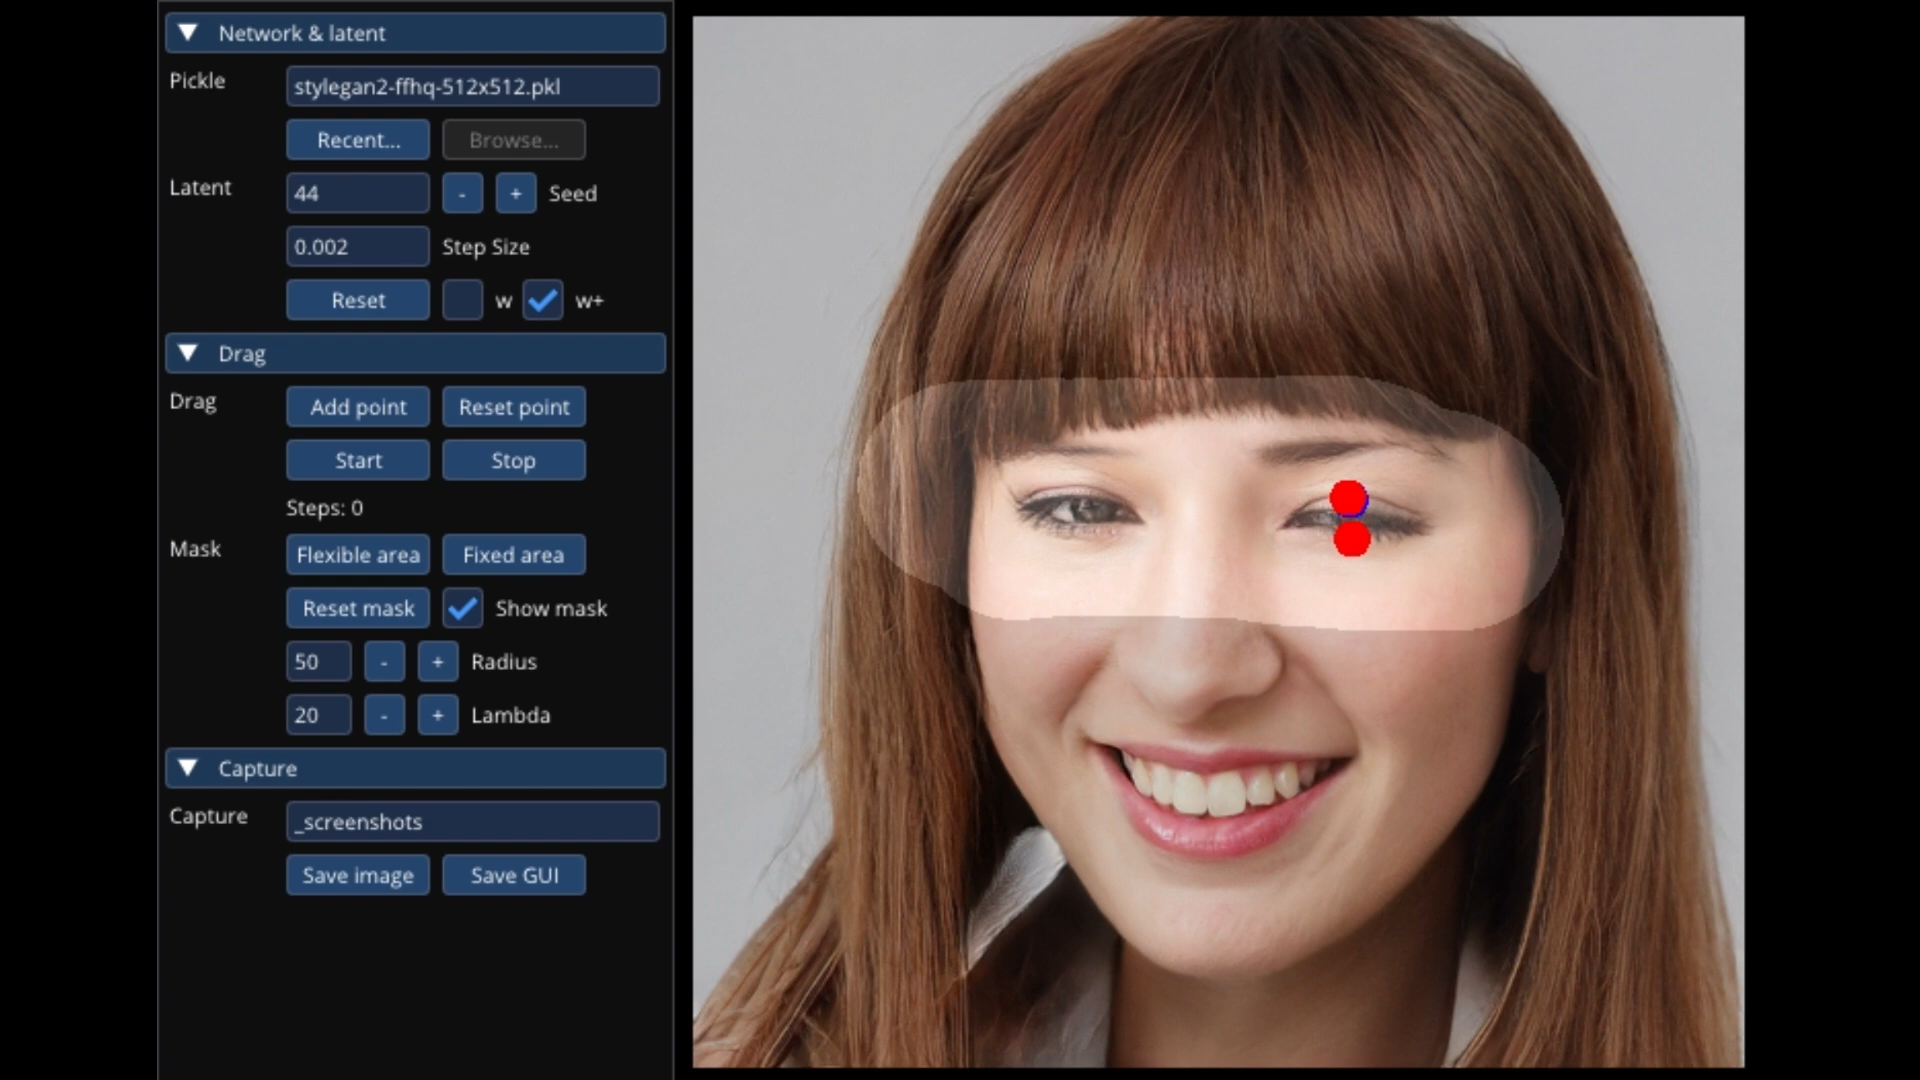 Network & latent
Pickle stylegan2-ffhq-512x512.pkl
Recent... Browse...
Latent 44 - + Seed
0.002 Step Size
Reset w w+
Drag
Drag Add point Reset point
Start Stop
Steps: 0
Mask Flexible area Fixed area
Reset mask Show mask
50 - + Radius
20 - + Lambda
Capture
Capture _screenshots
Save image Save GUI